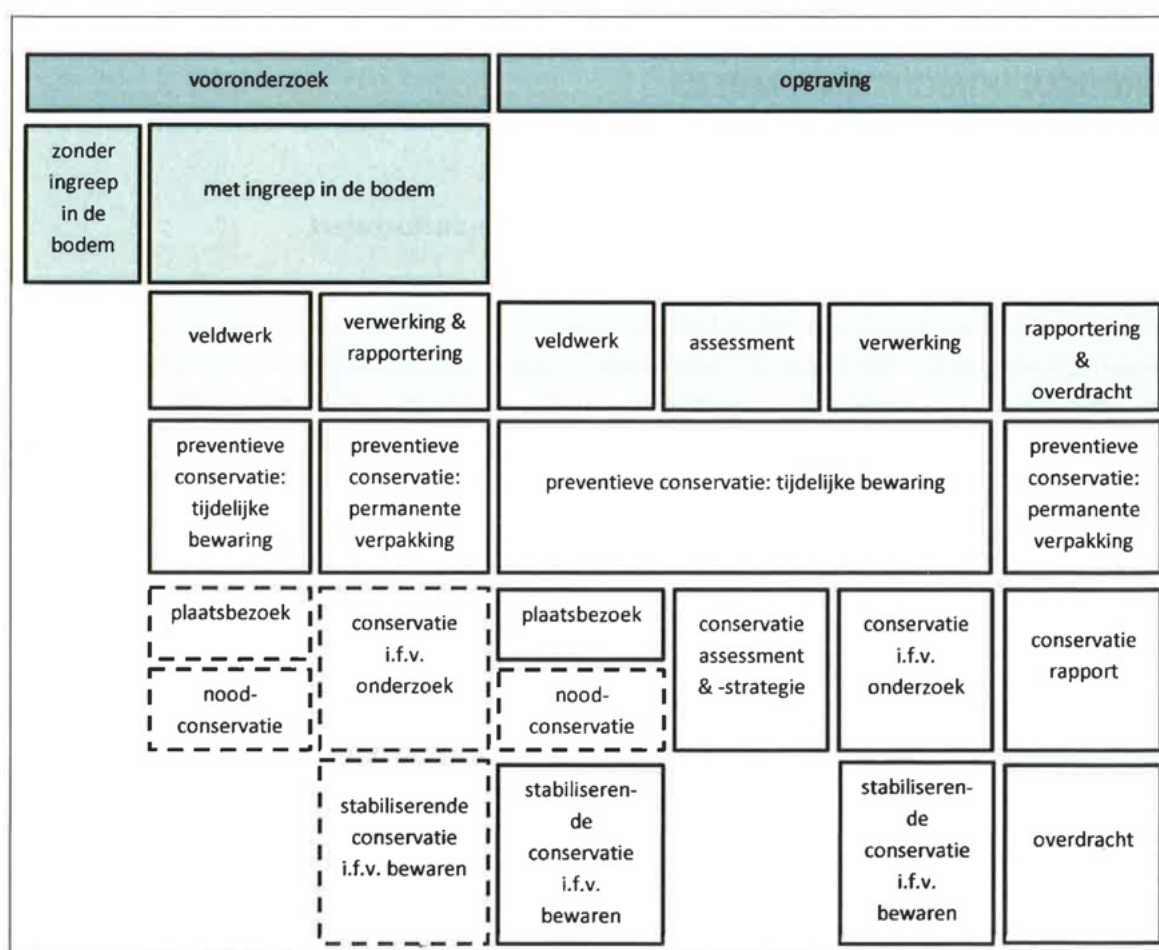 vooronderzoek
opgraving
zonder
ingreep
in de
bodem
met ingreep in de bodem
veldwerk
verwerking &
rapportering
veldwerk
assessment
verwerking
rapportering
&
overdracht
preventieve
conservatie:
tijdelijke
bewaring
preventieve
conservatie:
permanente
verpakking
preventieve conservatie: tijdelijke bewaring
preventieve
conservatie:
permanente
verpakking
plaatsbezoek
nood-
conservatie
conservatie
i.f.v.
onderzoek
plaatsbezoek
nood-
conservatie
conservatie
assessment
& -strategie
conservatie
i.f.v.
onderzoek
conservatie
rapport
stabiliserende
conservatie
i.f.v. bewaren
stabiliseren-
de
conservatie
i.f.v.
bewaren
stabiliseren-
de
conservatie
i.f.v.
bewaren
overdracht